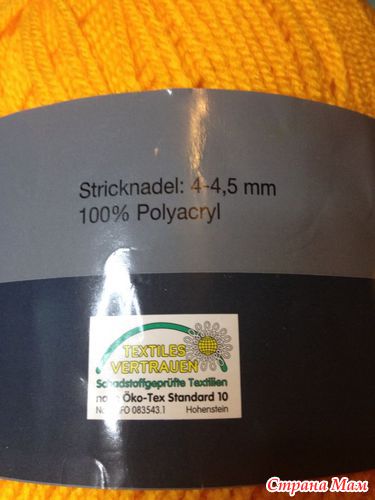 Stricknadel: 4-4,5 mm
100% Polyacryl
TEXTILES
VERTRAUEN
Schadstoffgeprüfte Textilien
Öko-Tex Standard 10
FO 083543.1 Hohenstein
Страна Мам